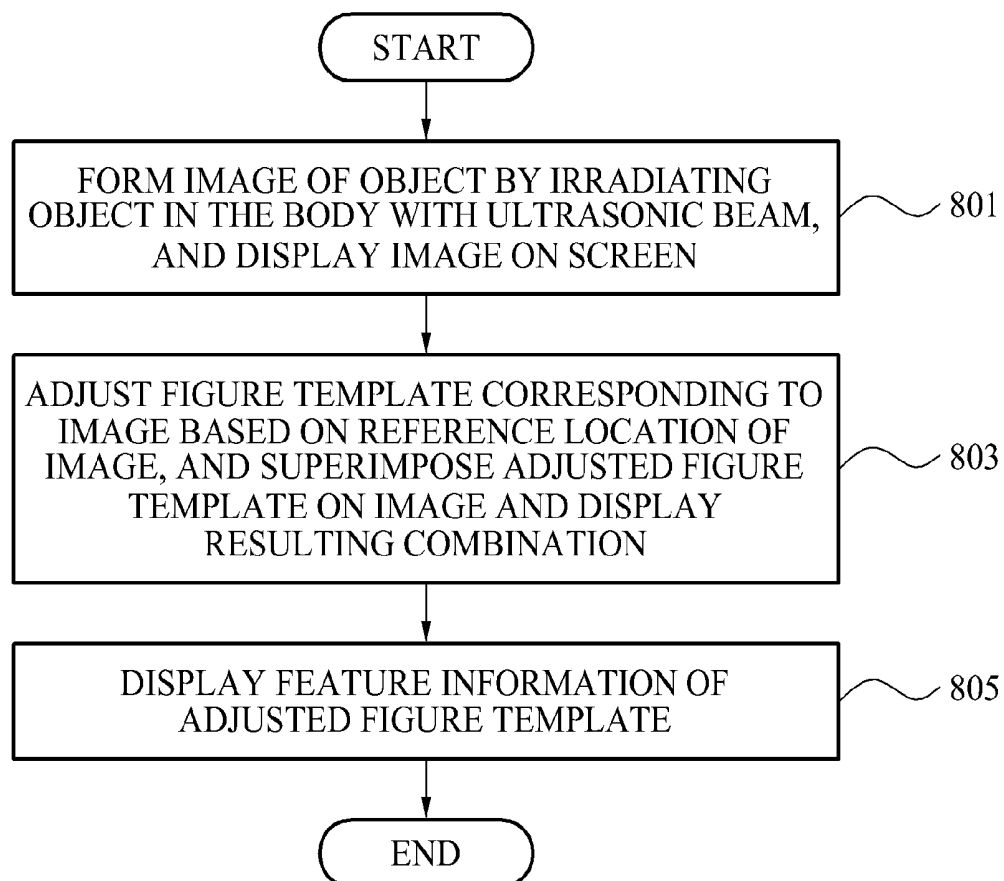 START
FORM IMAGE OF OBJECT BY IRRADIATING
OBJECT IN THE BODY WITH ULTRASONIC BEAM,
AND DISPLAY IMAGE ON SCREEN
801
ADJUST FIGURE TEMPLATE CORRESPONDING TO
IMAGE BASED ON REFERENCE LOCATION OF
IMAGE, AND SUPERIMPOSE ADJUSTED FIGURE
TEMPLATE ON IMAGE AND DISPLAY
RESULTING COMBINATION
803
DISPLAY FEATURE INFORMATION OF
ADJUSTED FIGURE TEMPLATE
805
END